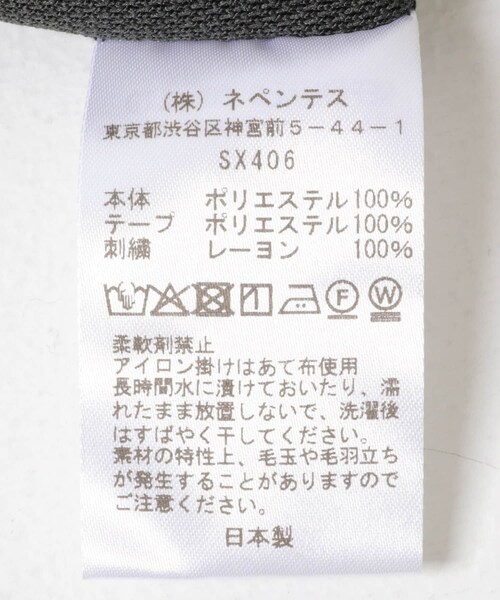 (株) ネペンテス
東京都渋谷区神宮前5-44-1
SX406
本体 ポリエステル100%
テープ ポリエステル100%
刺繍 レーヨン 100%
F W
柔軟剤禁止
アイロン掛けはあて布使用
長時間水に漬けておいたり、濡
れたまま放置しないで、洗濯後
はすばやく干してください。
素材の特性上、毛玉や毛羽立ち
が発生することがありますので
ご注意ください。
日本製